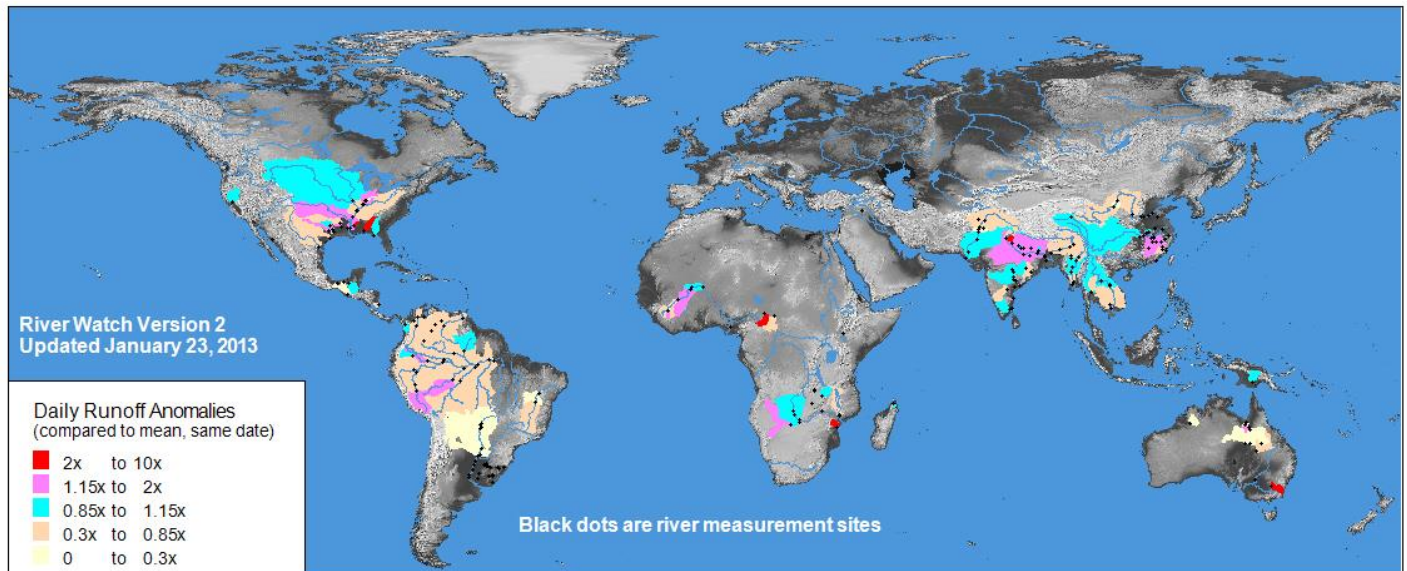 River Watch Version 2
Updated January 23, 2013
Daily Runoff Anomalies
(compared to mean, same date)
2x to 10x
1.15x to 2x
0.85x to 1.15x
0.3x to 0.85x
0 to 0.3x
Black dots are river measurement sites